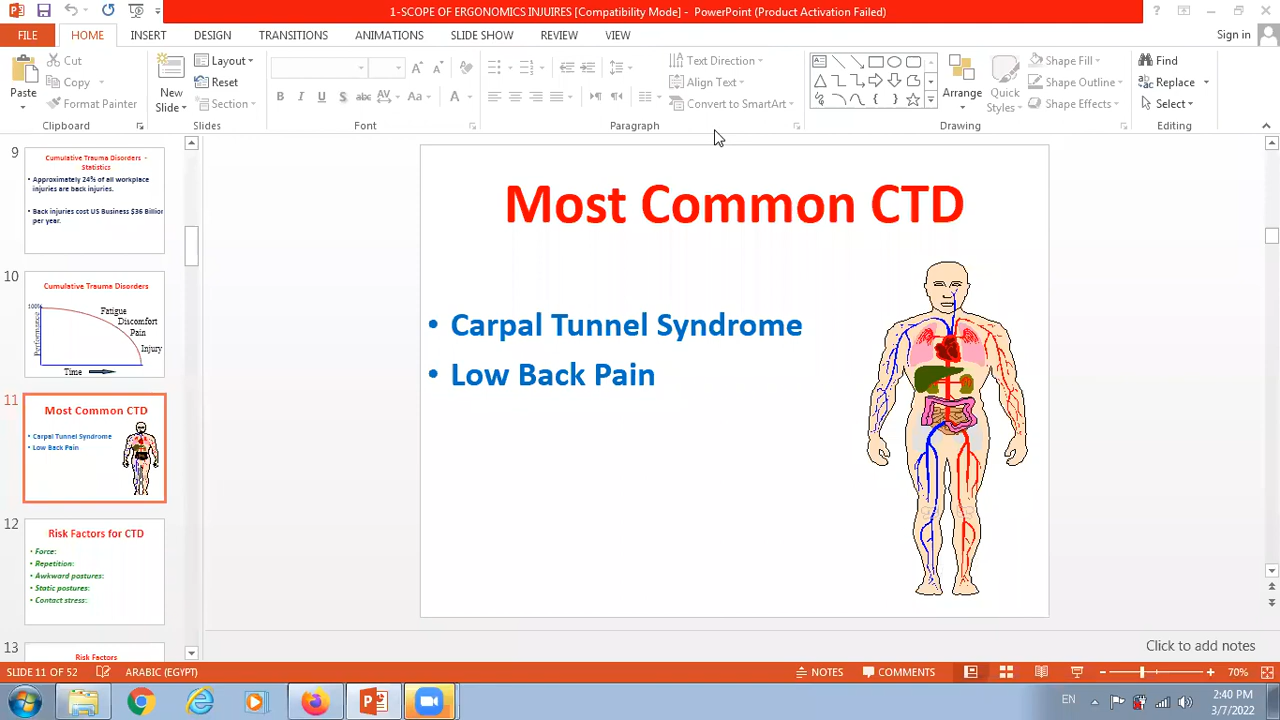 1-SCOPE OF ERGONOMICS INJUIRES [Compatibility Mode] - PowerPoint (Product Activation Failed)
FILE HOME INSERT DESIGN TRANSITIONS ANIMATIONS SLIDE SHOW REVIEW VIEW Sign in
Paste
Cut
Copy
Format Painter
Clipboard
New Slide
Layout
Reset
Section
Slides
Font
Text Direction
Align Text
Convert to SmartArt
Paragraph
Arrange
Quick Styles
Shape Fill
Shape Outline
Shape Effects
Drawing
Find
Replace
Select
Editing
9
Cumulative Trauma Disorders -
Statistics
• Approximately 24% of all workplace
injuries are back injuries.
• Back injuries cost US Business $36 Billion
per year.
10
Cumulative Trauma Disorders
100%
Performance
Fatigue
Discomfort
Pain
Injury
Time
11
Most Common CTD
• Carpal Tunnel Syndrome
• Low Back Pain
12
Risk Factors for CTD
• Force:
• Repetition:
• Awkward postures:
• Static postures:
• Contact stress:
13
Risk Factors
Most Common CTD
• Carpal Tunnel Syndrome
• Low Back Pain
Click to add notes
SLIDE 11 OF 52 ARABIC (EGYPT) NOTES COMMENTS 70%
EN
2:40 PM
3/7/2022